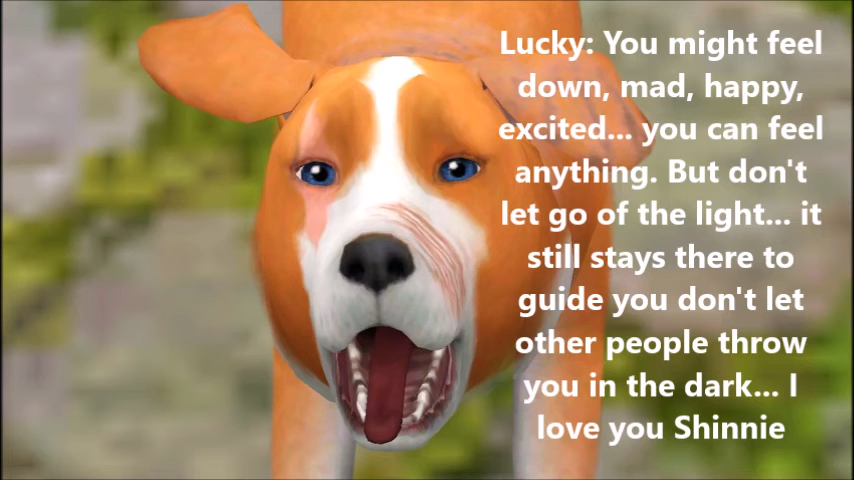 Lucky: You might feel
down, mad, happy,
excited... you can feel
anything. But don't
let go of the light... it
still stays there to
guide you don't let
other people throw
you in the dark... I
love you Shinnie